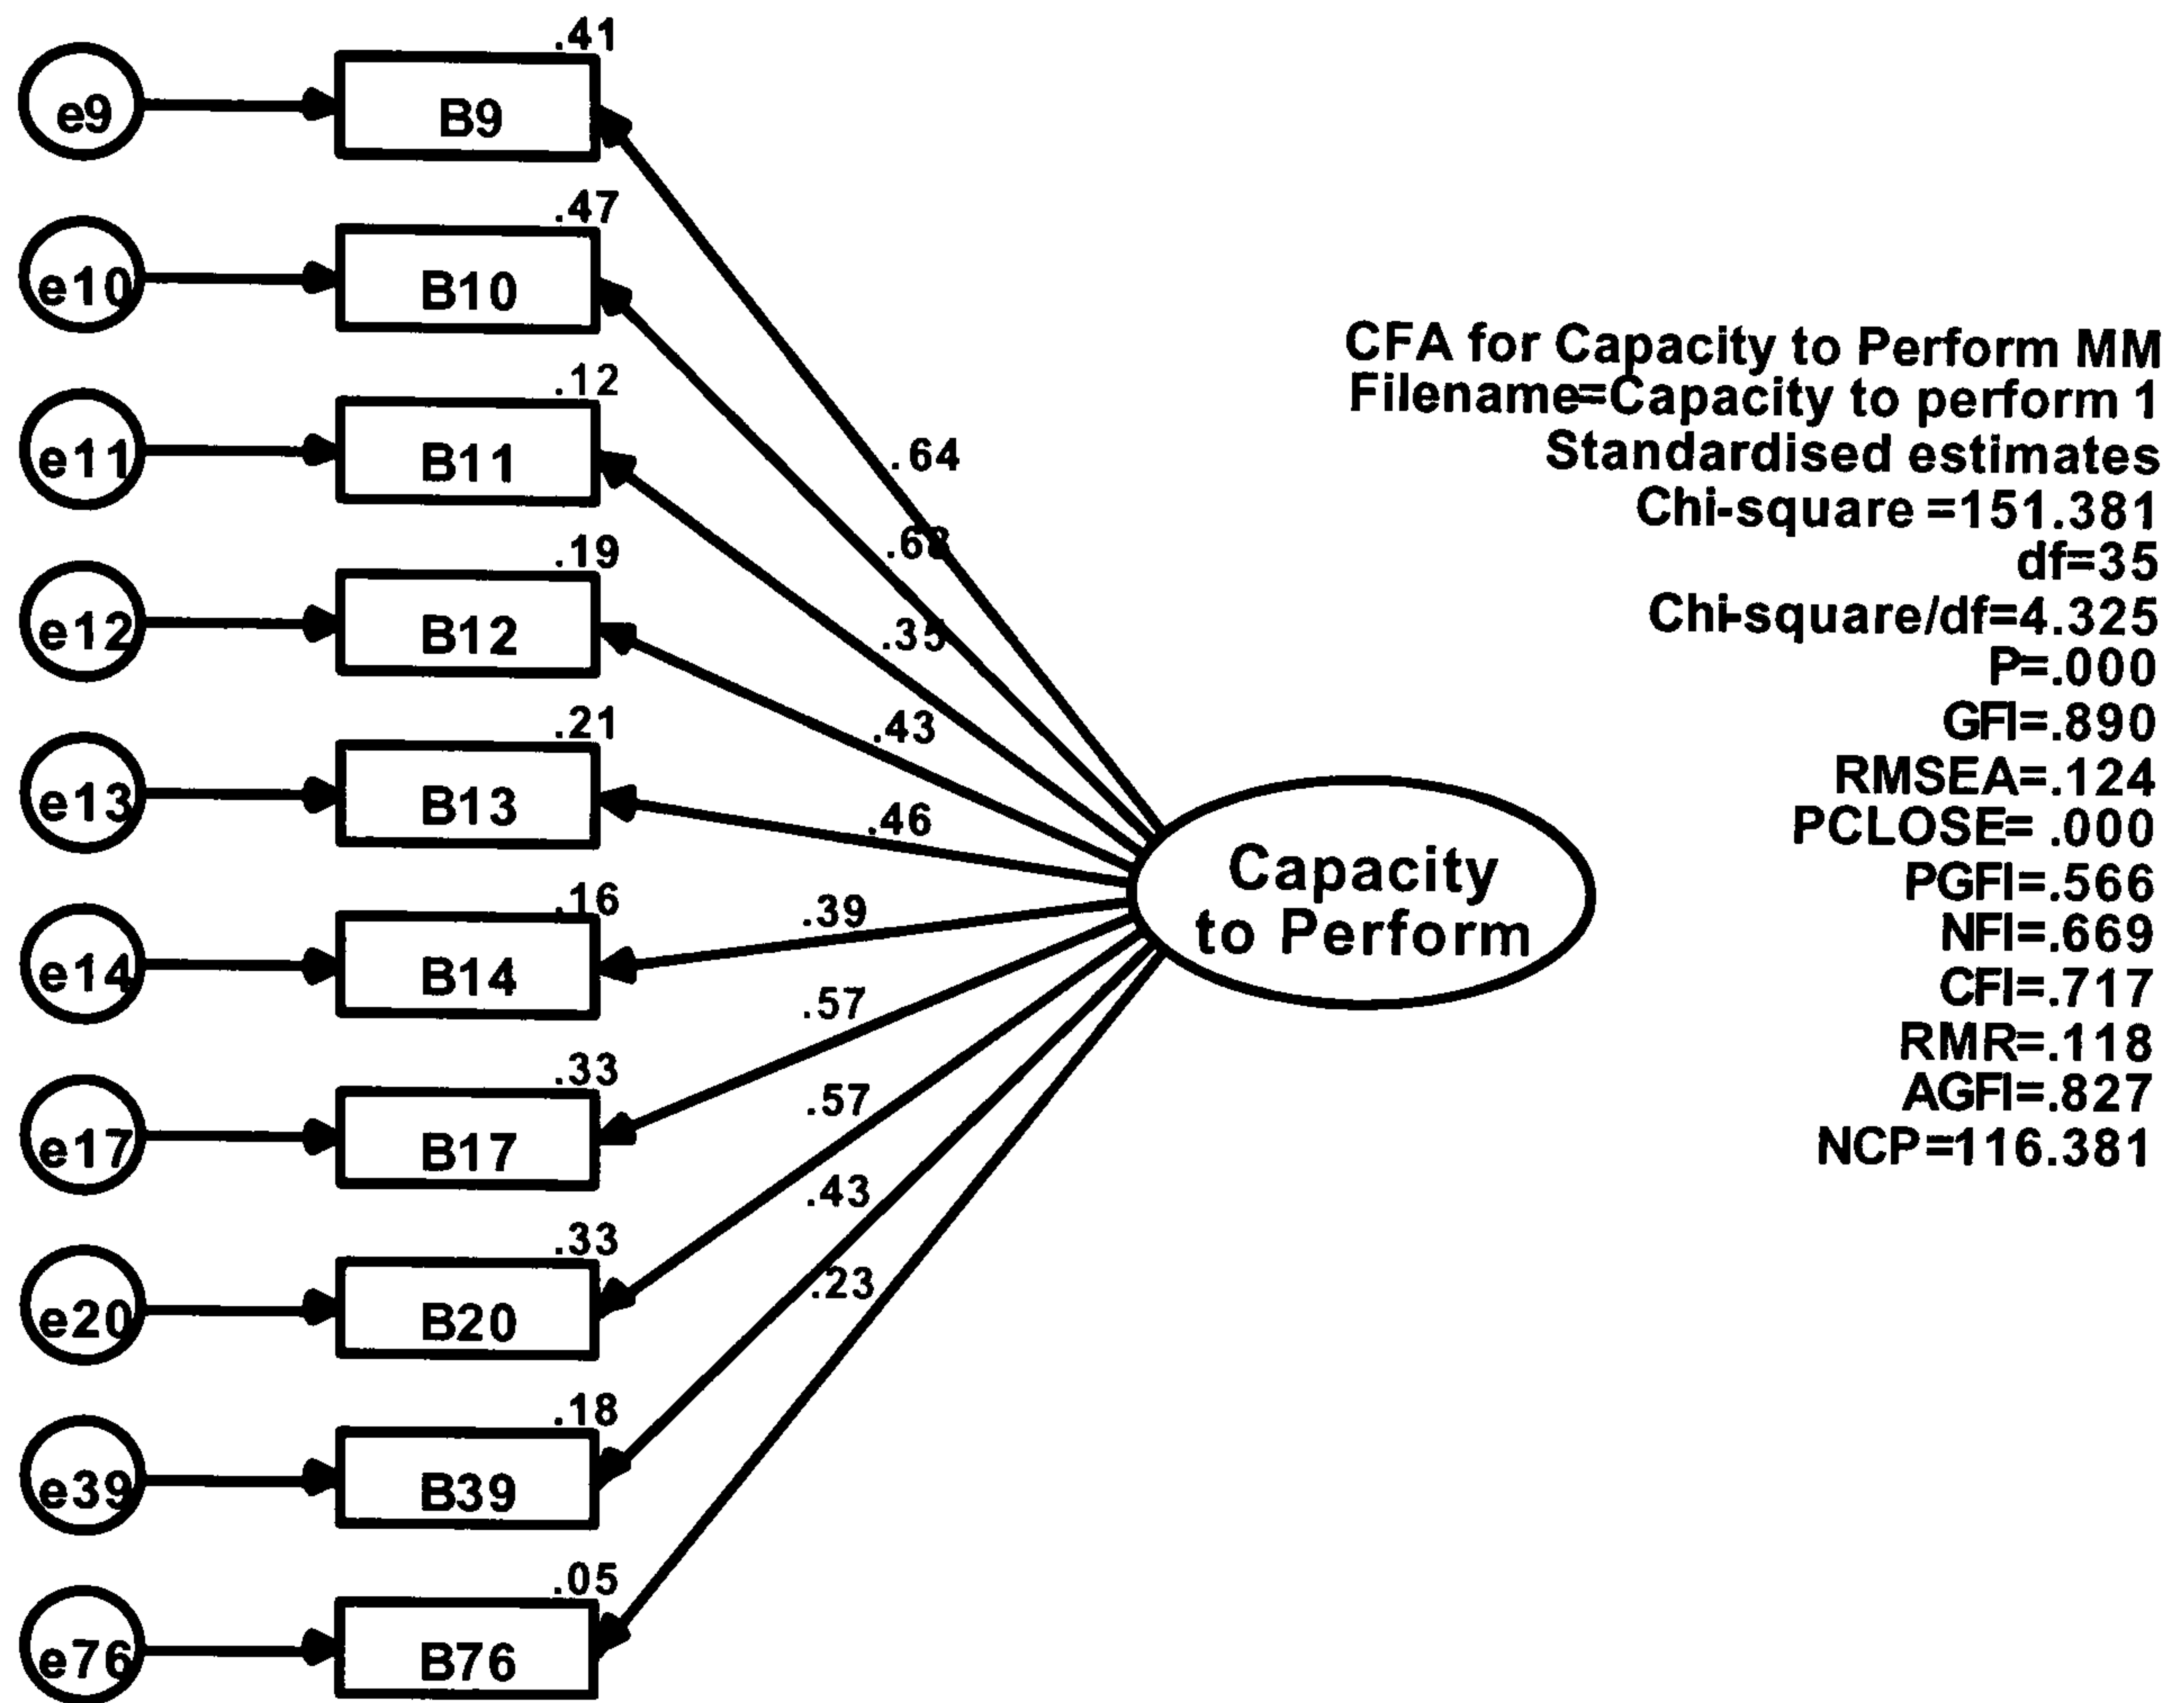 .41
e9 B9
.47
e10 B10
.12
e11 B11
.64
.19
e12 B12
.35
.21
.43
e13 B13
.46
.16
e14 B14
.39
.57
.33
e17 B17
.57
.33
e20 B20
.43
.23
.18
e39 B39
.05
e76 B76
Capacity
to Perform
CFA for Capacity to Perform MM
Filename=Capacity to perform 1
Standardised estimates
Chi-square =151.381
df=35
Chi-square/df=4.325
P=.000
GFI=.890
RMSEA=.124
PCLOSE= .000
PGFI=.566
NFI=.669
CFI=.717
RMR=.118
AGFI=.827
NCP=116.381